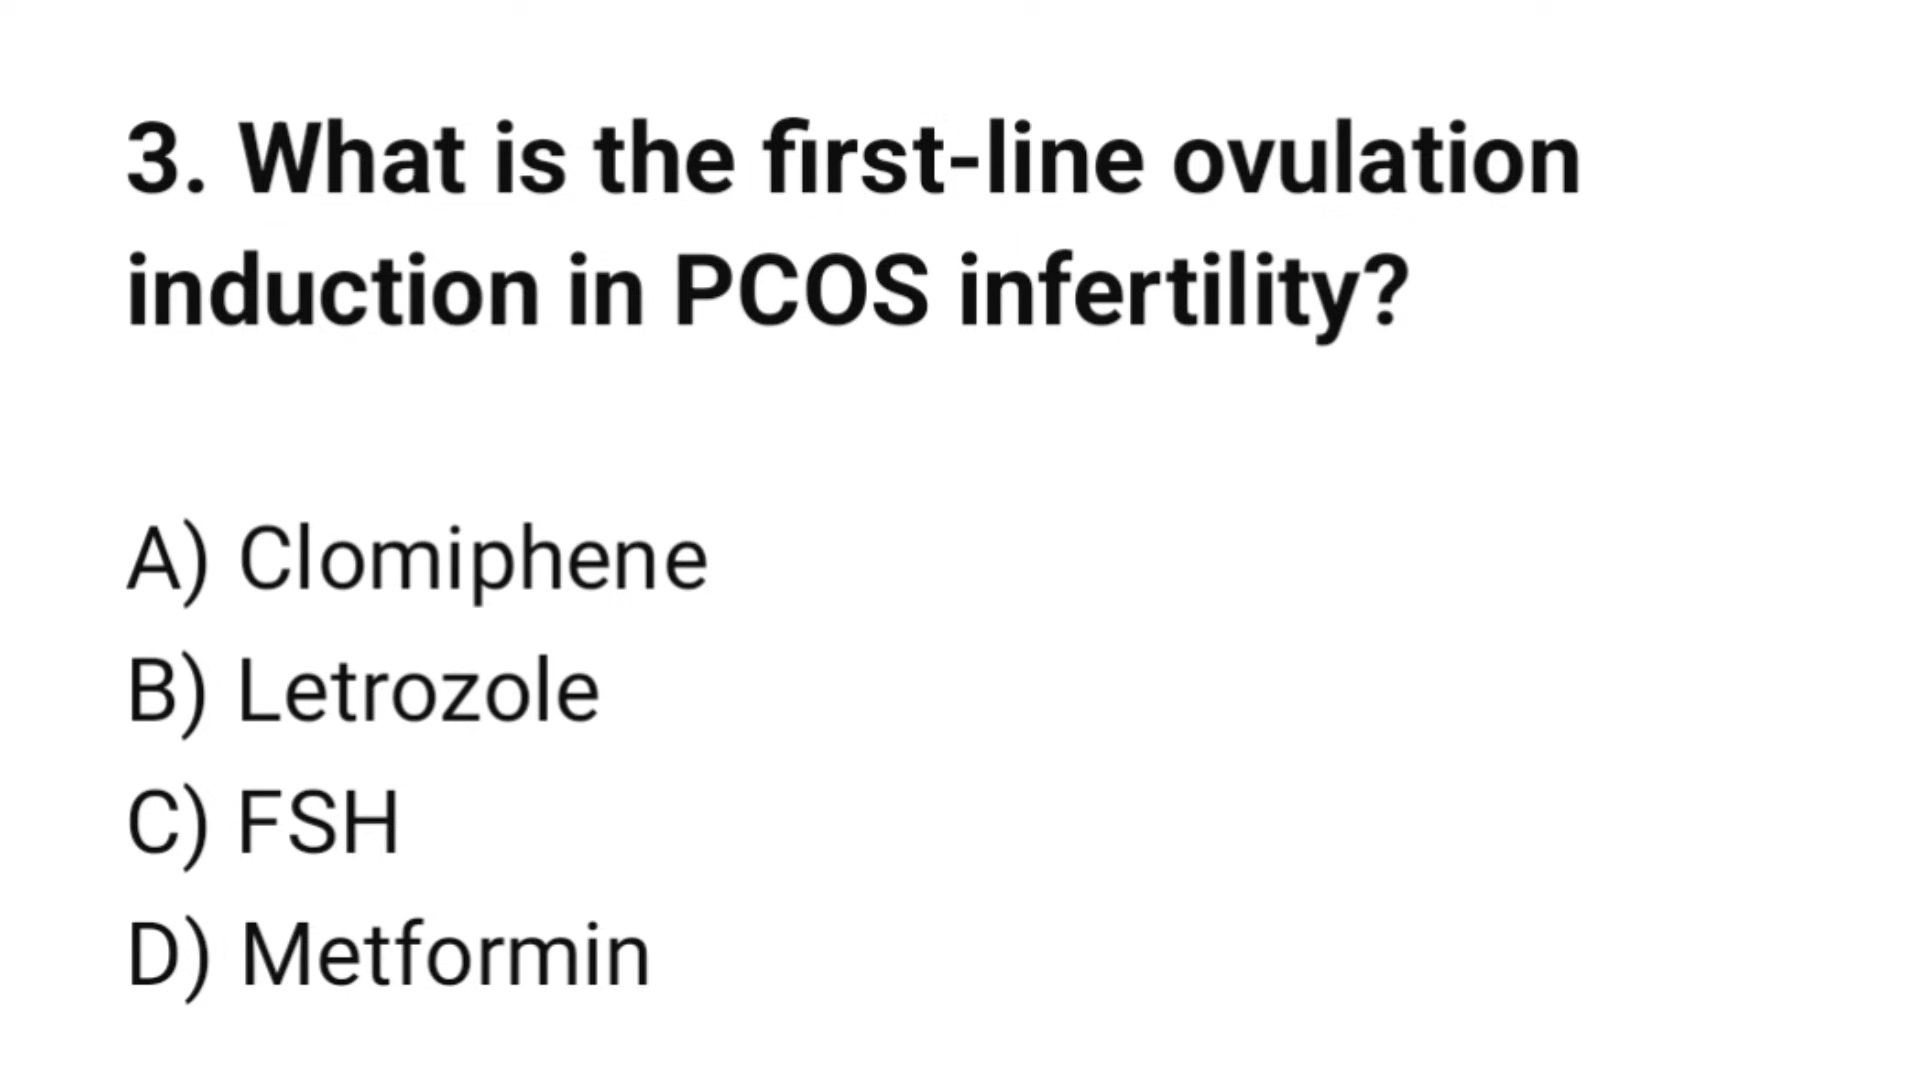 3. What is the first-line ovulation
induction in PCOS infertility?
A) Clomiphene
B) Letrozole
C) FSH
D) Metformin